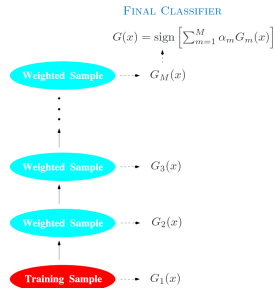 FINAL CLASSIFIER
G(x) = sign [∑_{m=1}^{M} α_m G_m(x)]
Weighted Sample G_M(x)
Weighted Sample G_3(x)
Weighted Sample G_2(x)
Training Sample G_1(x)